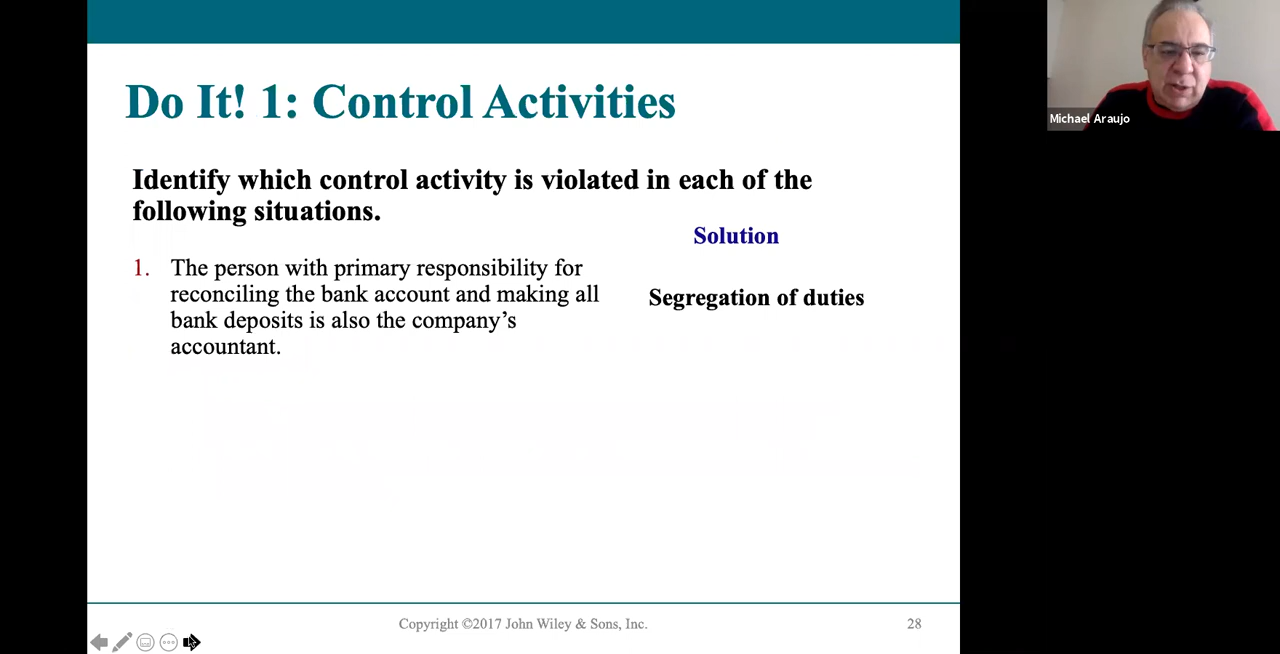 Do It! 1: Control Activities
Identify which control activity is violated in each of the
following situations.
Solution
1. The person with primary responsibility for
reconciling the bank account and making all
bank deposits is also the company’s
accountant.
Segregation of duties
Copyright ©2017 John Wiley & Sons, Inc.
28
Michael Araujo